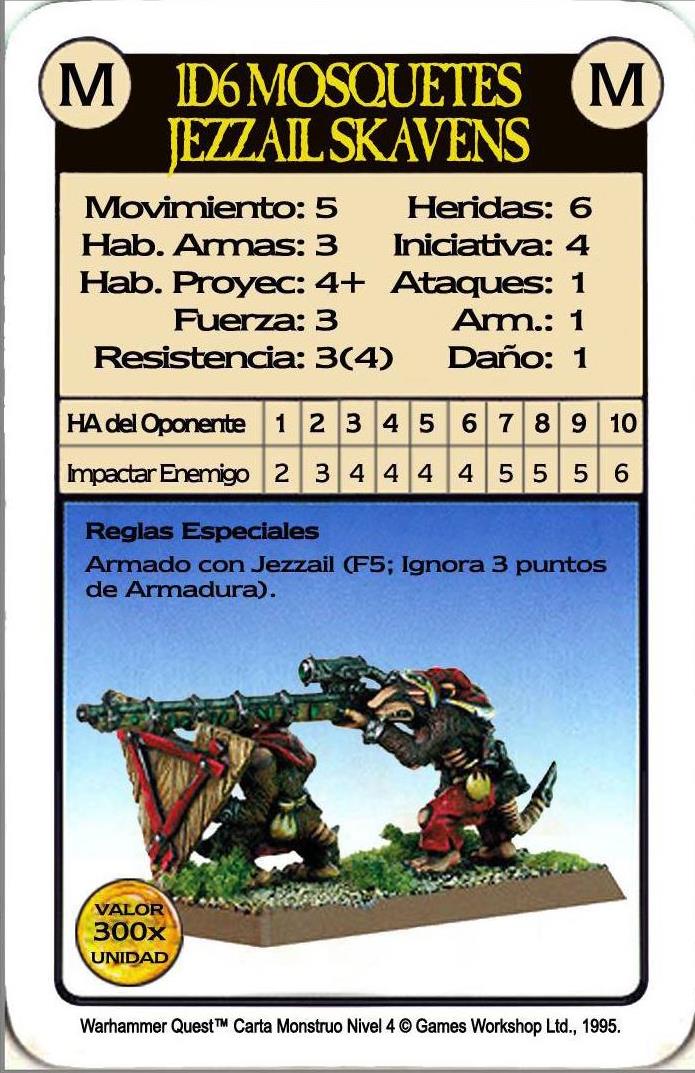 M
1D6 MOSQUETES
M
JEZZAIL SKAVENS
Movimiento: 5 Heridas: 6
Hab. Armas: 3 Iniciativa: 4
Hab. Proyec: 4+ Ataques: 1
Fuerza: 3 Arm.: 1
Resistencia: 3(4) Daño: 1
HA del Oponente 1 2 3 4 5 6 7 8 9 10
Impactar Enemigo 2 3 4 4 4 4 5 5 5 6
Reglas Especiales
Armado con Jezzail (F5; Ignora 3 puntos
de Armadura).
VALOR
300x
UNIDAD
Warhammer Quest™ Carta Monstruo Nivel 4 © Games Workshop Ltd., 1995.